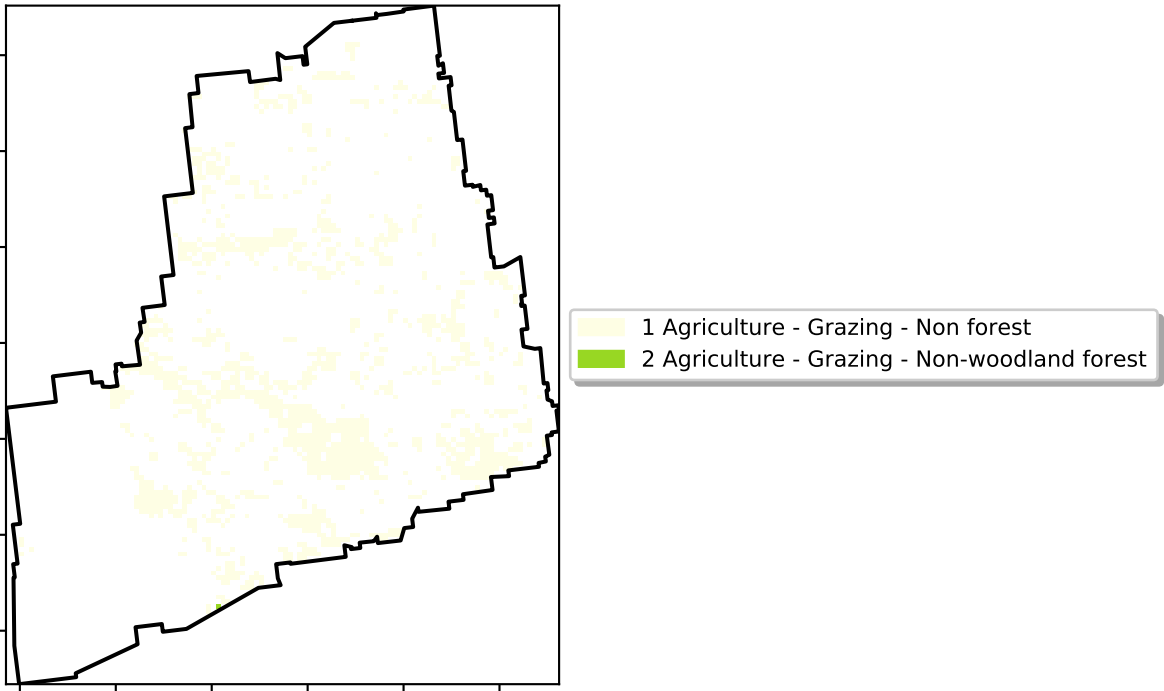 1 Agriculture - Grazing - Non forest
2 Agriculture - Grazing - Non-woodland forest